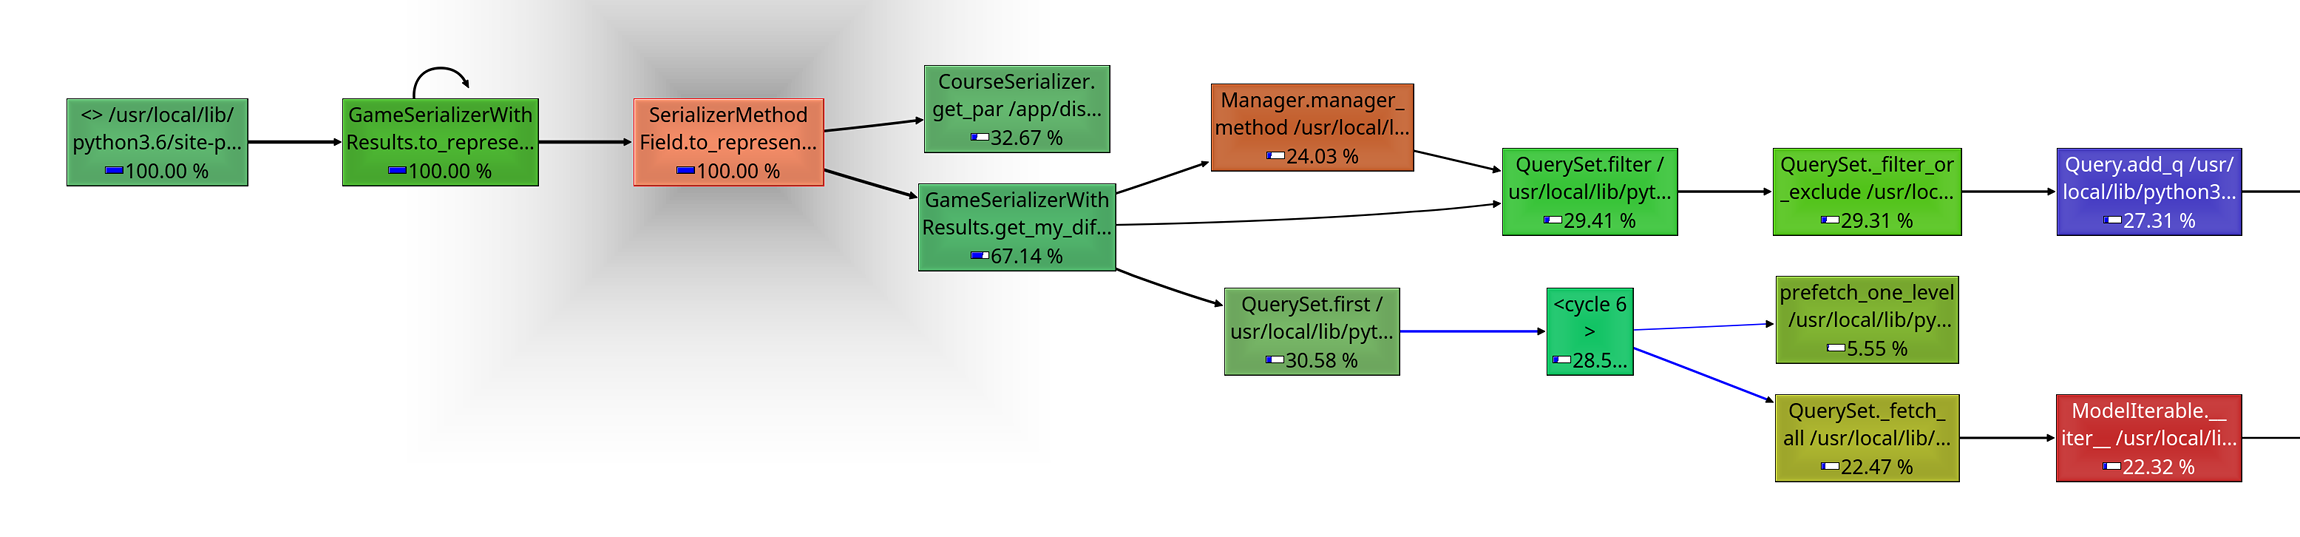 <> /usr/local/lib/
python3.6/site-p...
100.00 %
GameSerializerWith
Results.to_represe...
100.00 %
SerializerMethod
Field.to_represen...
100.00 %
CourseSerializer.
get_par /app/dis...
32.67 %
GameSerializerWith
Results.get_my_dif...
67.14 %
Manager.manager_
method /usr/local/l...
24.03 %
QuerySet.first /
usr/local/lib/pyt...
30.58 %
QuerySet.filter /
usr/local/lib/pyt...
29.41 %
<cycle 6
>
28.5...
QuerySet._filter_or
_exclude /usr/loc...
29.31 %
prefetch_one_level
/usr/local/lib/py...
5.55 %
QuerySet._fetch_
all /usr/local/lib/...
22.47 %
Query.add_q /usr/
local/lib/python3...
27.31 %
ModelIterable.__
iter__ /usr/local/li...
22.32 %